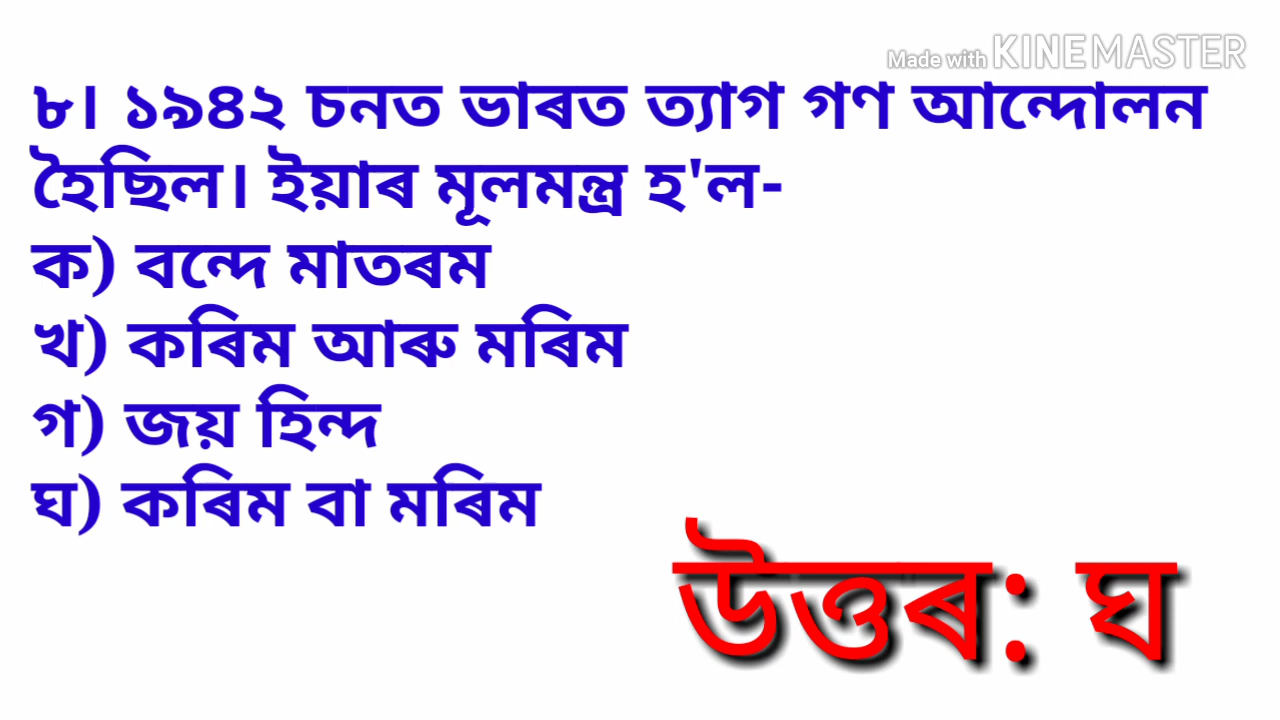 Made with KINEMASTER
৮। ১৯৪২ চনত ভাৰত ত্যাগ গণ আন্দোলন
হৈছিল। ইয়াৰ মূলমন্ত্ৰ হ'ল-
ক) বন্দে মাতৰম
খ) কৰিম আৰু মৰিম
গ) জয় হিন্দ
ঘ) কৰিম বা মৰিম
উত্তৰ: ঘ